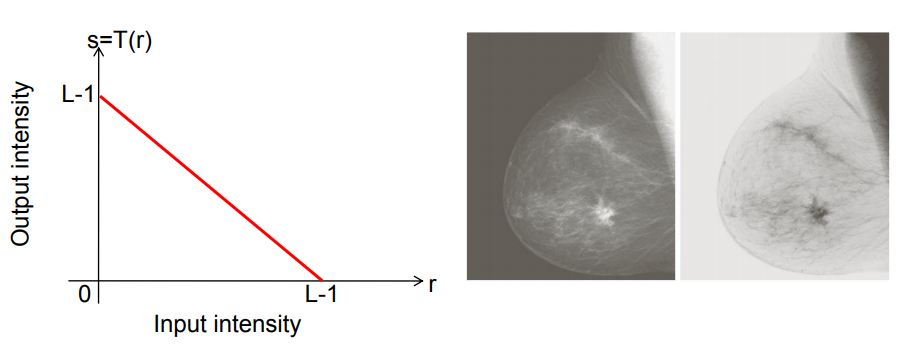 s=T(r)
L-1
Output intensity
0
L-1
r
Input intensity